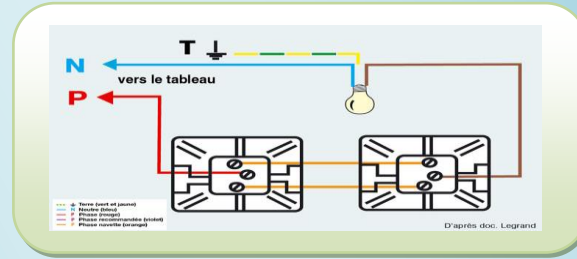 T
N
vers le tableau
P
Terre (vert et jaune)
N Neutre (bleu)
P Phase (rouge)
P Phase recommandée (violet)
P Phase navette (orange)
D'après doc. Legrand